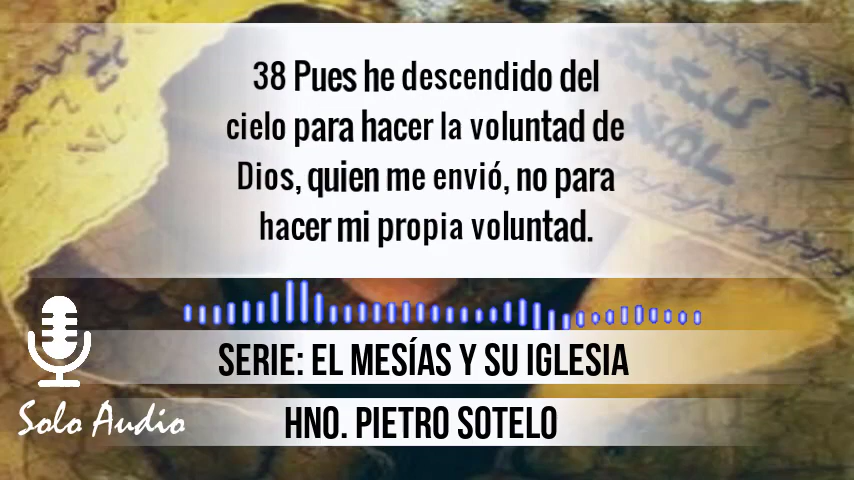 38 Pues he descendido del
cielo para hacer la voluntad de
Dios, quien me envió, no para
hacer mi propia voluntad.
SERIE: EL MESÍAS Y SU IGLESIA
Solo Audio
HNO. PIETRO SOTELO